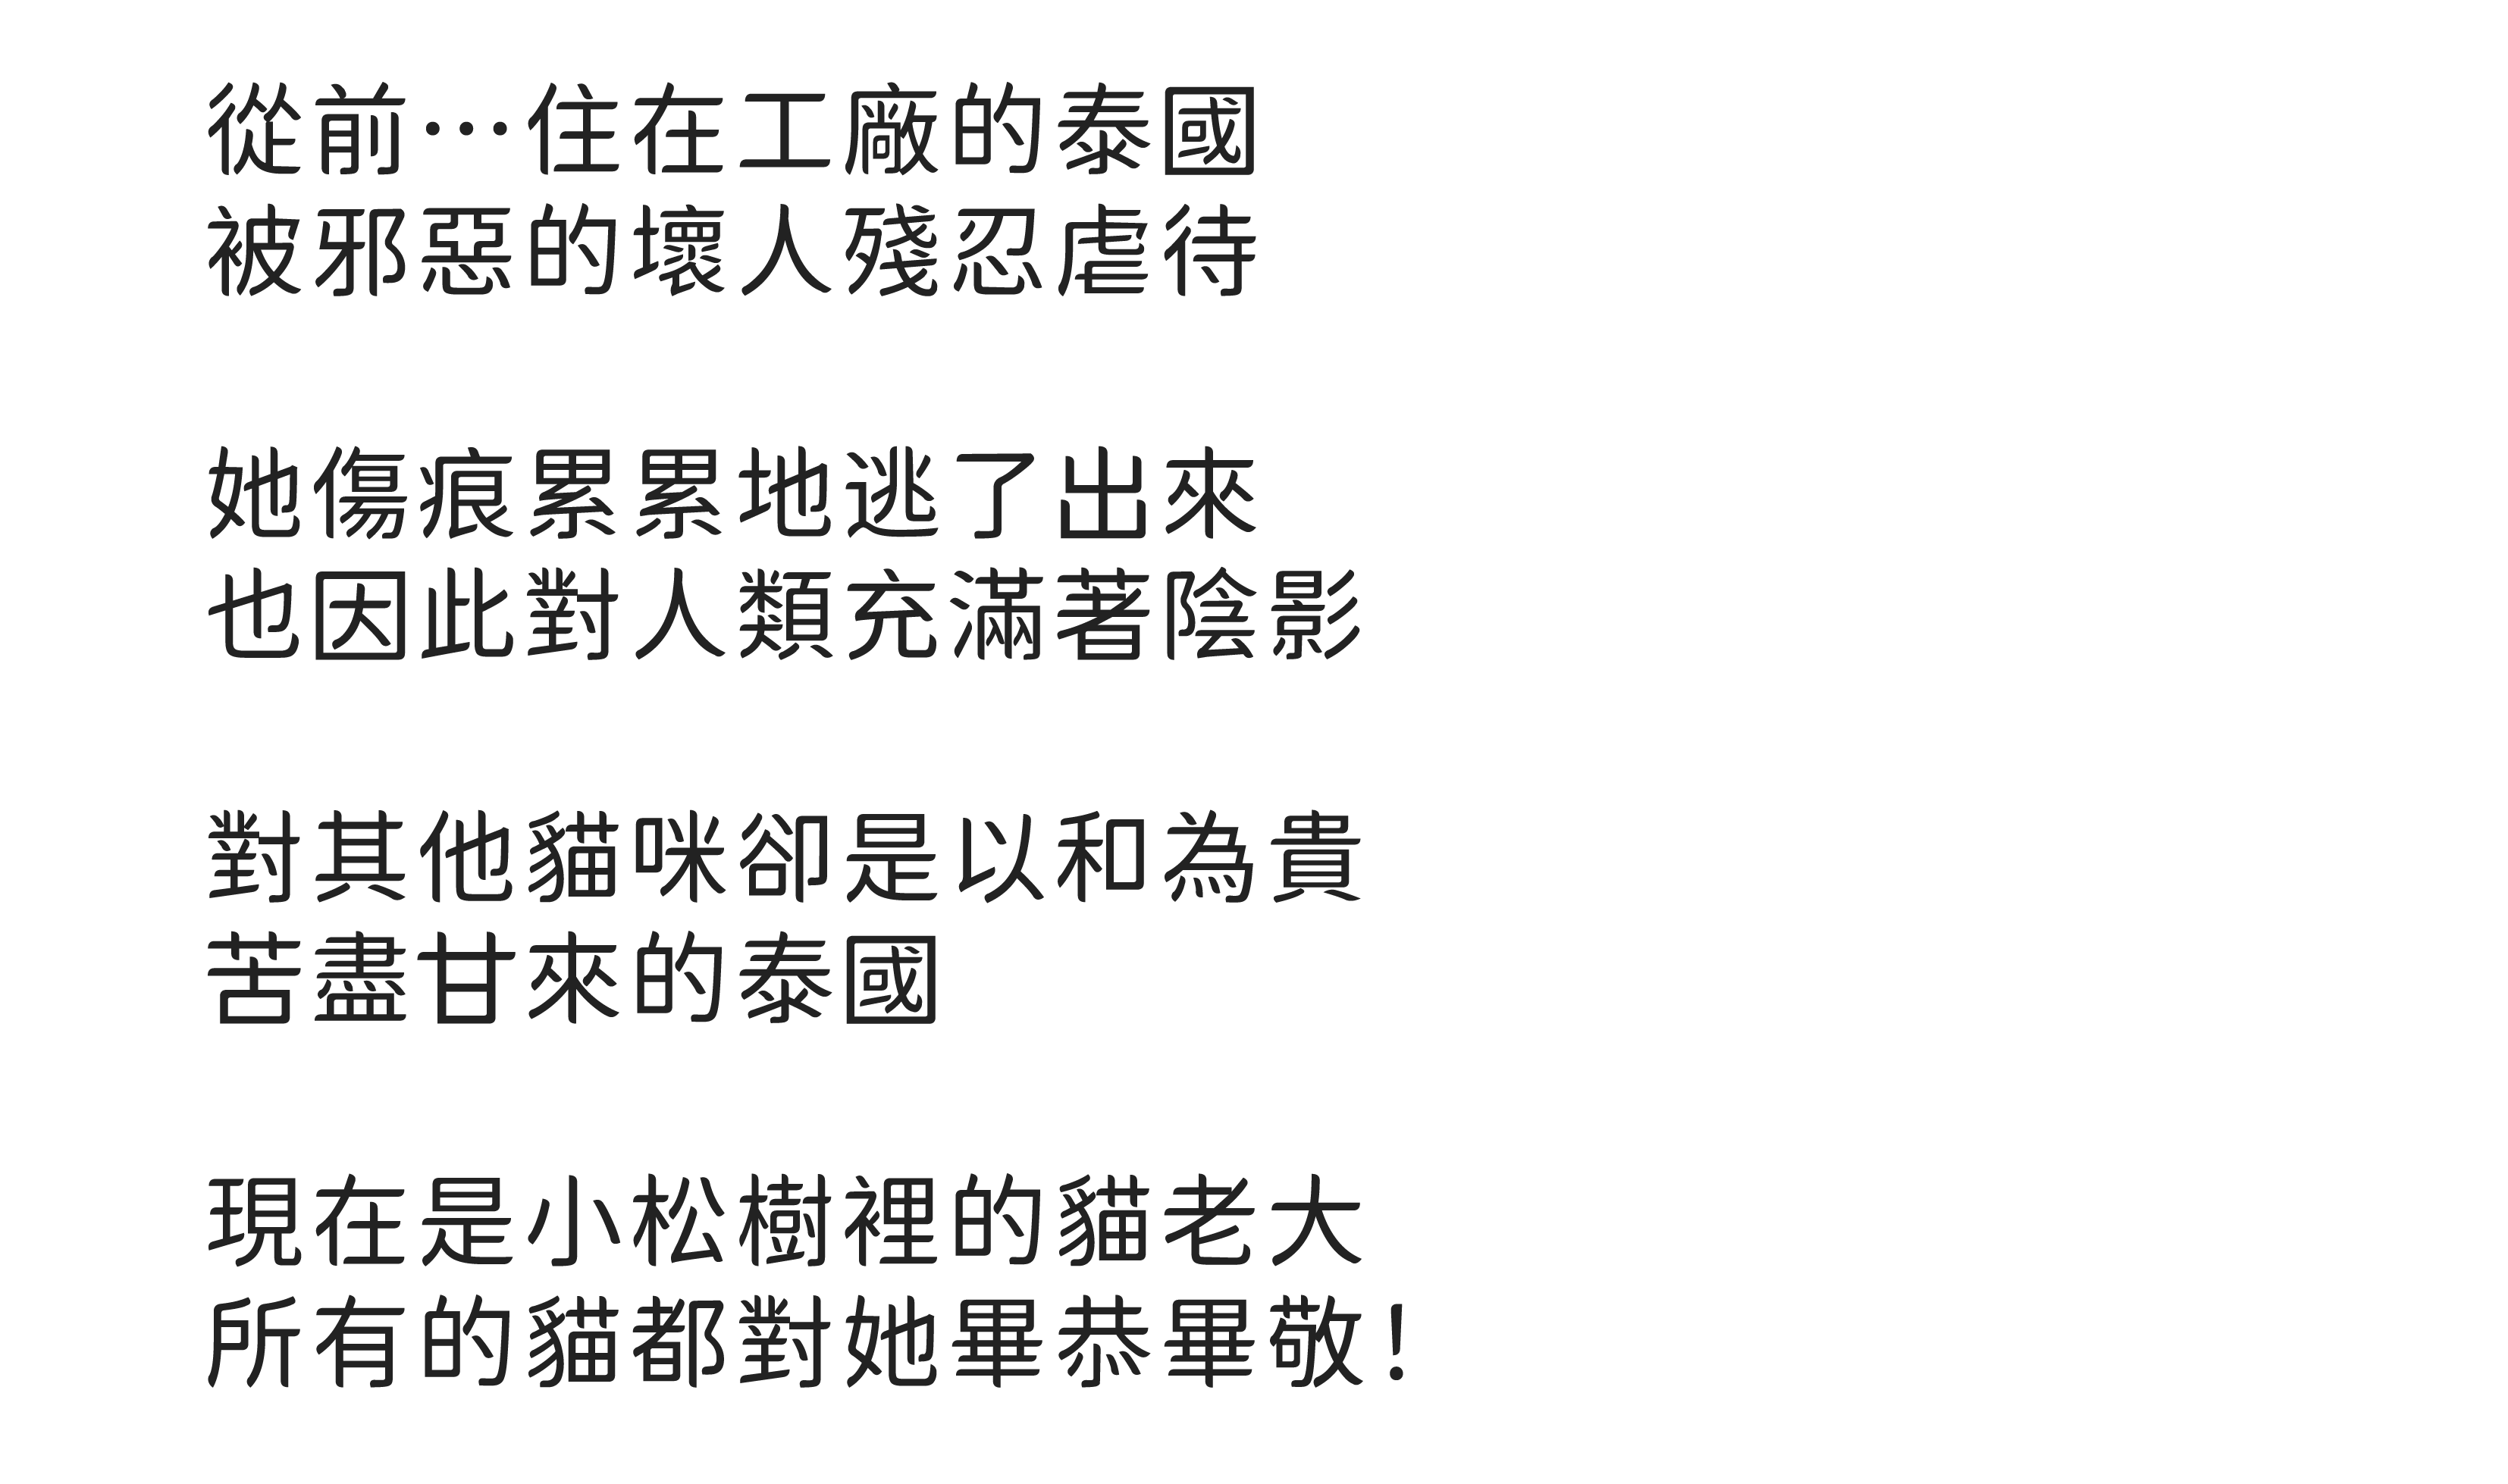 從前…住在工廠的泰國
被邪惡的壞人殘忍虐待
她傷痕累累地逃了出來
也因此對人類充滿著陰影
對其他貓咪卻是以和為貴
苦盡甘來的泰國
現在是小松樹裡的貓老大
所有的貓都對她畢恭畢敬！